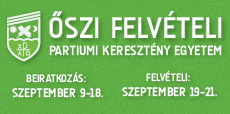 ŐSZI FELVÉTELI
PARTIUMI KERESZTÉNY EGYETEM
BEIRATKOZÁS:
SZEPTEMBER 9-18.
FELVÉTELI:
SZEPTEMBER 19-21.